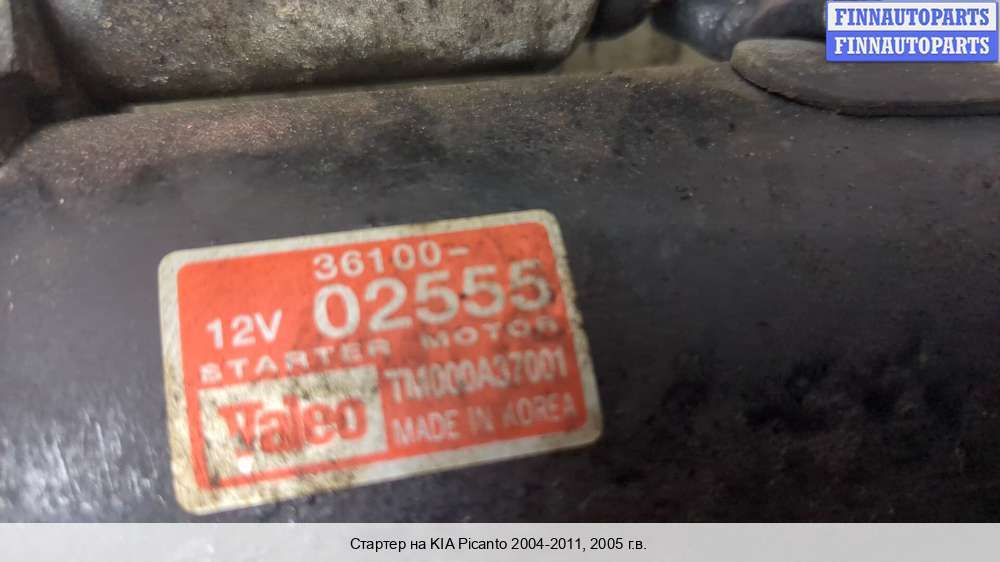 FINNAUTOPARTS
FINNAUTOPARTS
36100-
12V 02555
STARTER MOTOR
TM000A37001
Valeo
MADE IN KOREA
Стартер на KIA Picanto 2004-2011, 2005 г.в.